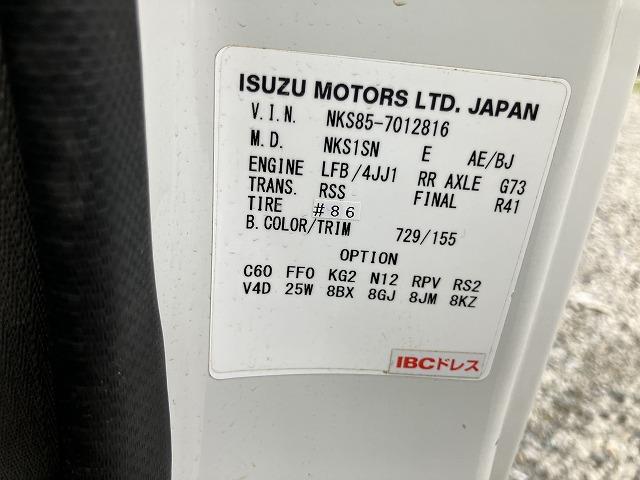 ISUZU MOTORS LTD. JAPAN
V.I.N. NKS85-7012816
M.D. NKS1SN E AE/BJ
ENGINE LFB/4JJ1 RR AXLE G73
TRANS. RSS FINAL R41
TIRE #86
B.COLOR/TRIM 729/155
OPTION
C60 FF0 KG2 N12 RPV RS2
V4D 25W 8BX 8GJ 8JM 8KZ
IBCドレス